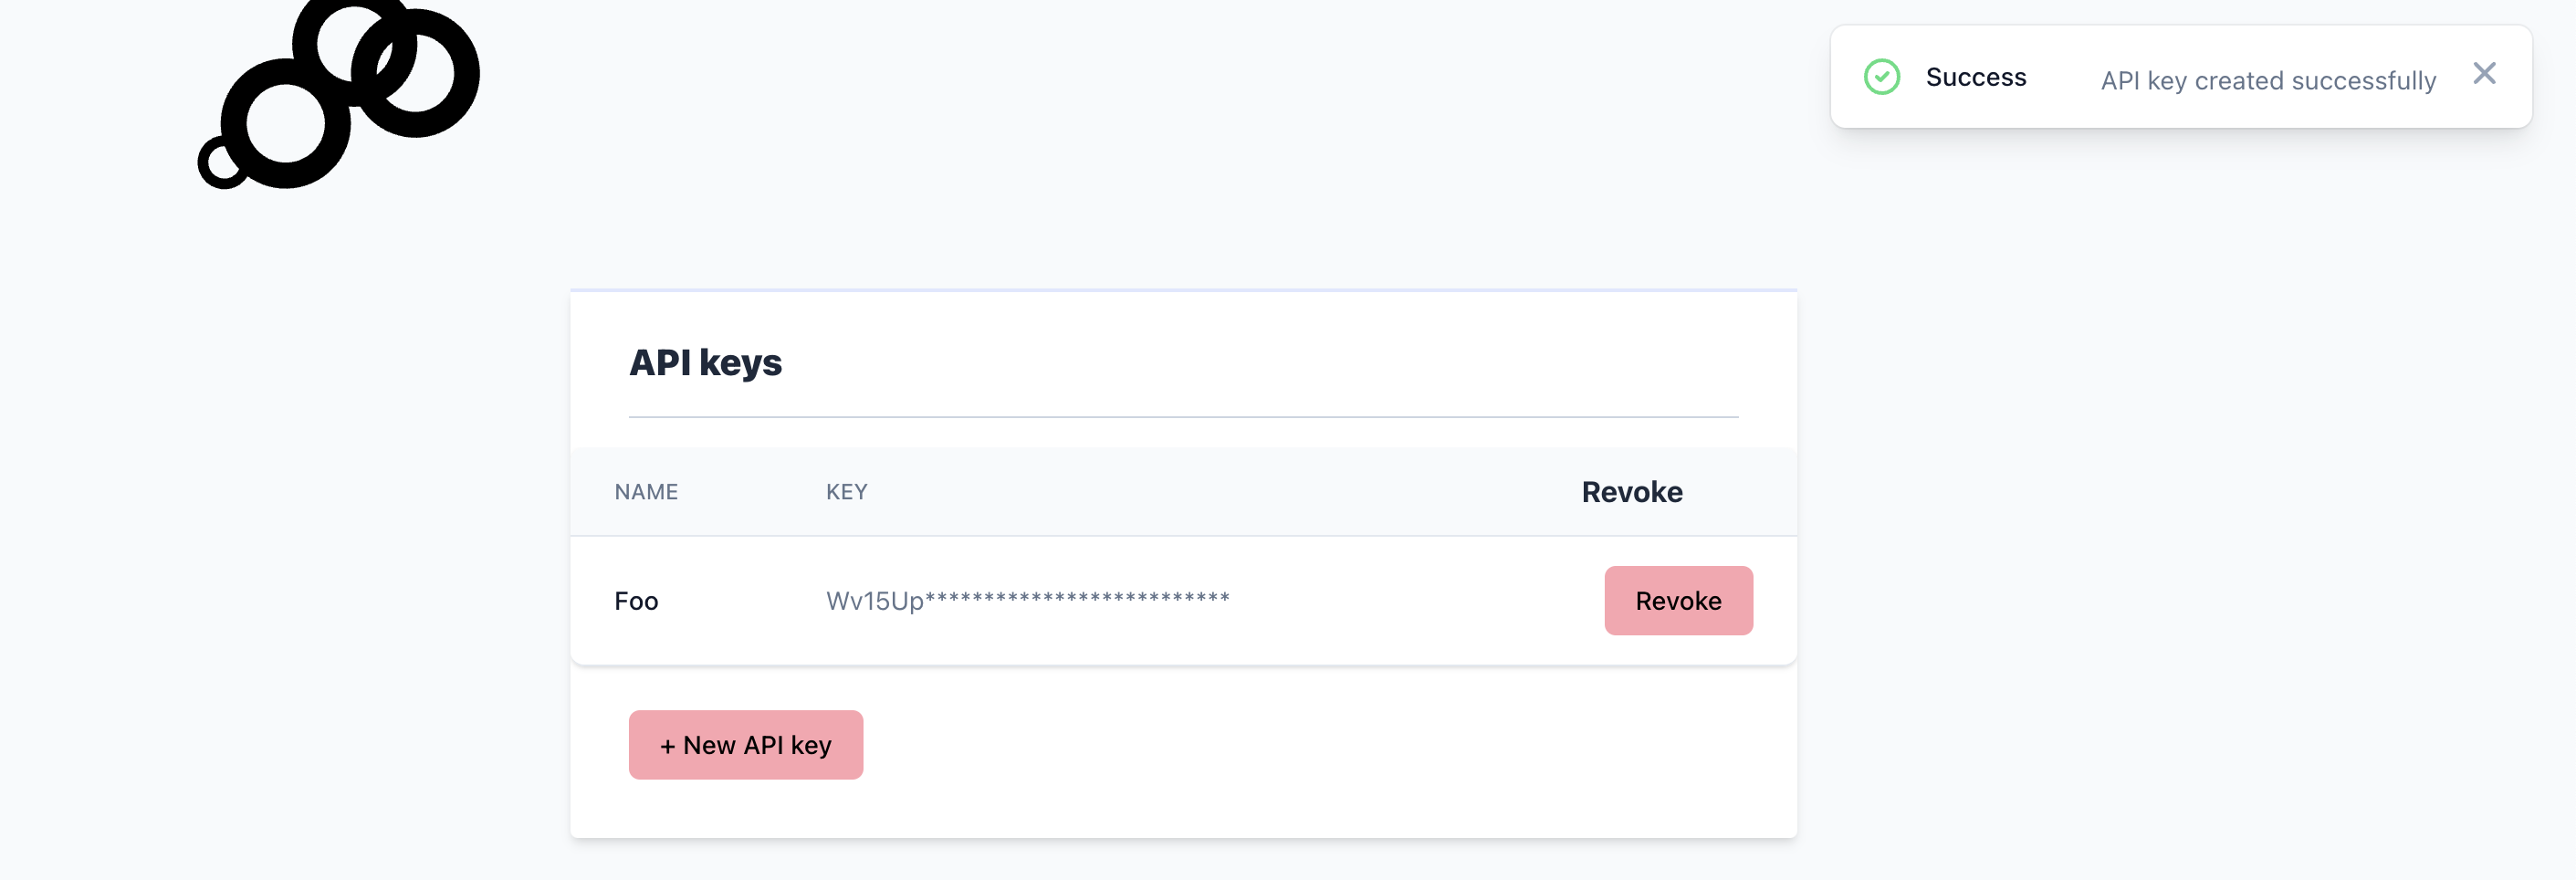 Success API key created successfully
API keys
NAME KEY Revoke
Foo Wv15Up************************** Revoke
+ New API key